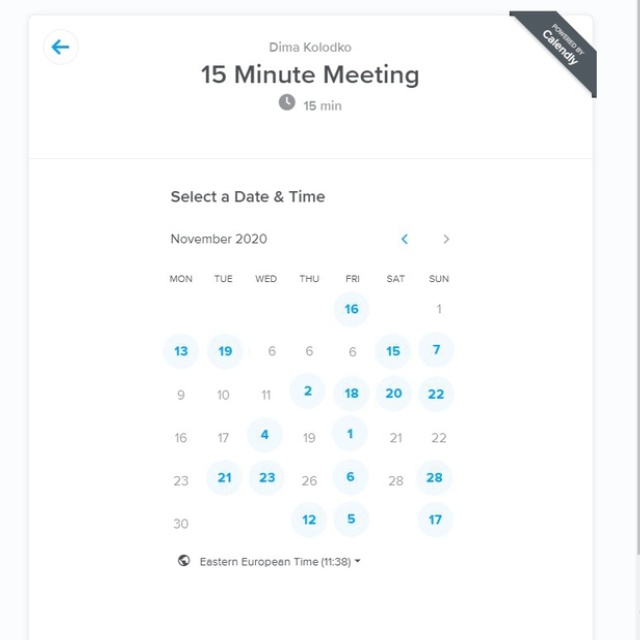 Dima Kolodko
POWERED BY
Calendly
15 Minute Meeting
15 min
Select a Date & Time
November 2020
MON TUE WED THU FRI SAT SUN
16 1
13 19 6 6 6 15 7
9 10 11 2 18 20 22
16 17 4 19 1 21 22
23 21 23 26 6 28 28
30 12 5 17
Eastern European Time (11:38)